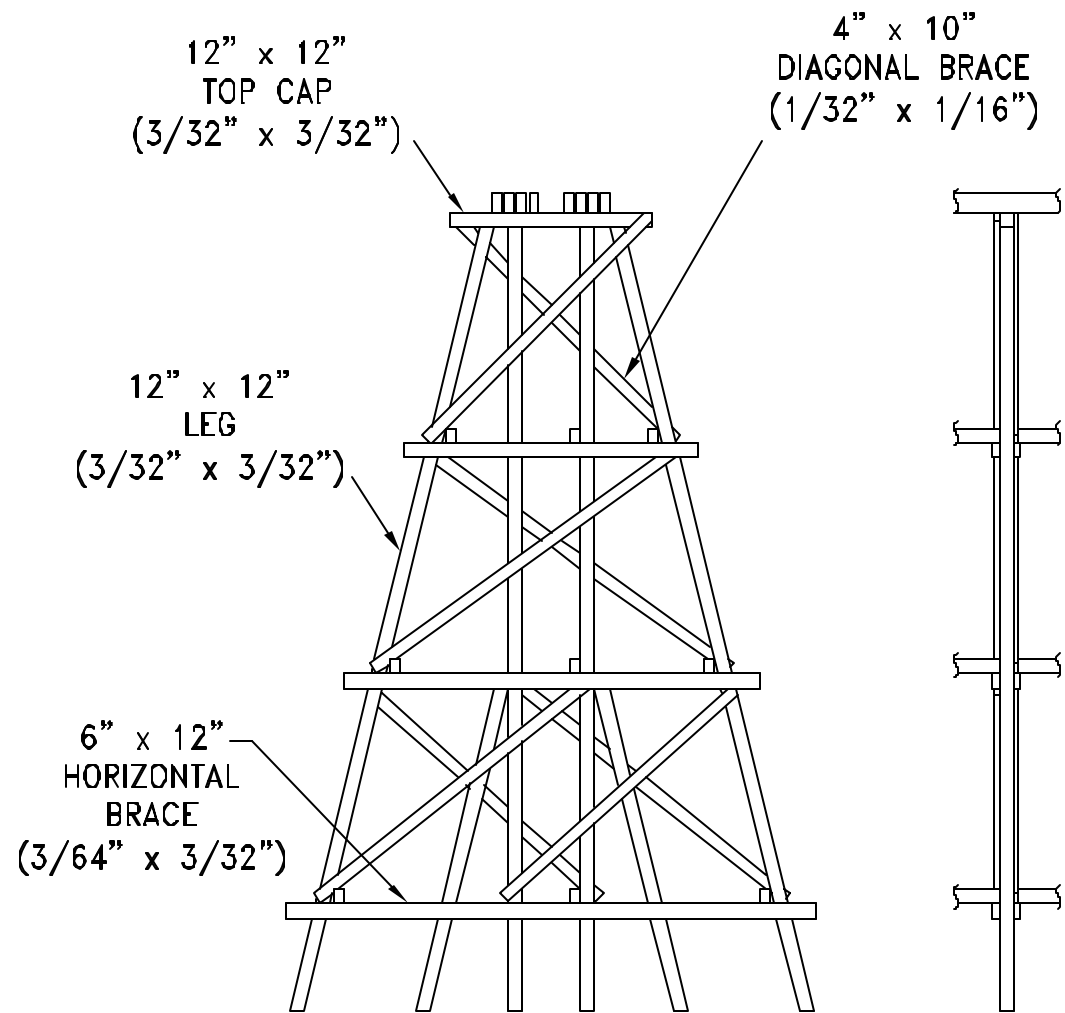 12” x 12”
TOP CAP
(3/32” x 3/32”)
4” x 10”
DIAGONAL BRACE
(1/32” x 1/16”)
12” x 12”
LEG
(3/32” x 3/32”)
6” x 12”
HORIZONTAL
BRACE
(3/64” x 3/32”)